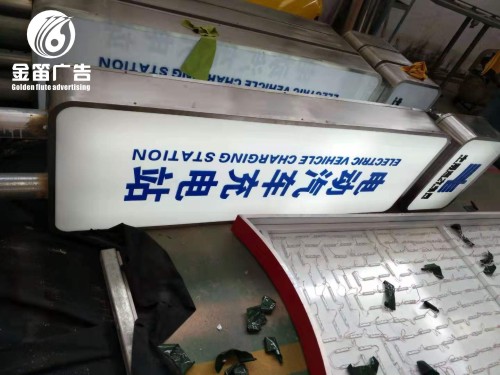 金笛广告
Golden flute advertising
ELECTRIC VEHICLE CHARGING STATION
ELECTRIC VEHICLE CHARGING STATION
电动汽车充电站